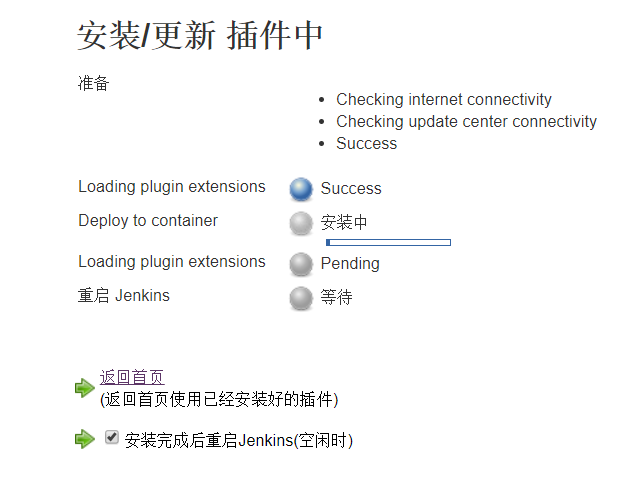 安装/更新 插件中
准备
Checking internet connectivity
Checking update center connectivity
Success
Loading plugin extensions Success
Deploy to container 安装中
Loading plugin extensions Pending
重启 Jenkins 等待
返回首页
(返回首页使用已经安装好的插件)
安装完成后重启Jenkins(空闲时)